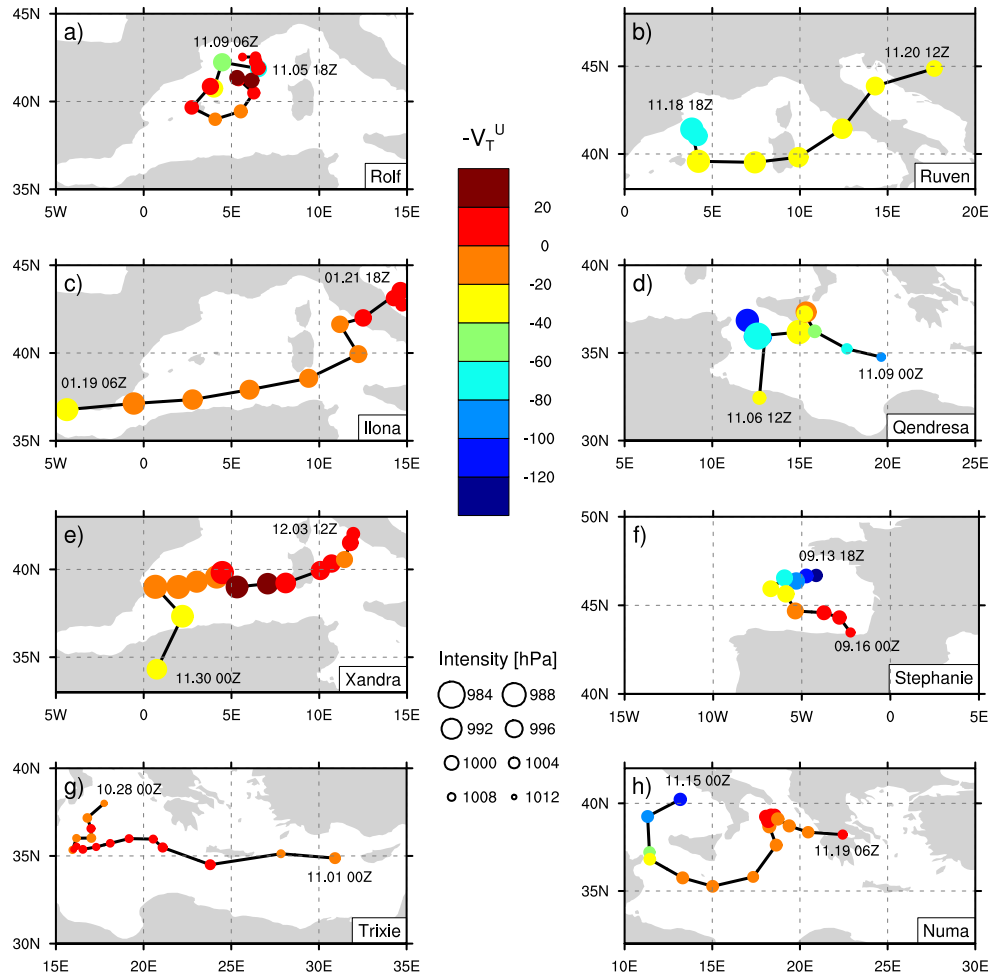 a)
45N
40N
35N
5W 0 5E 10E 15E
11.09 06Z
11.05 18Z
Rolf
b)
45N
40N
0 5E 10E 15E 20E
11.20 12Z
11.18 18Z
Ruven
c)
45N
40N
35N
5W 0 5E 10E 15E
01.21 18Z
01.19 06Z
Ilona
d)
40N
35N
30N
5E 10E 15E 20E 25E
11.09 00Z
11.06 12Z
Qendresa
-V_T^U
20
0
-20
-40
-60
-80
-100
-120
e)
40N
35N
5W 0 5E 10E 15E
12.03 12Z
11.30 00Z
Xandra
f)
50N
45N
40N
15W 10W 5W 0 5E
09.13 18Z
09.16 00Z
Stephanie
Intensity [hPa]
984 988
992 996
1000 1004
1008 1012
g)
40N
35N
30N
15E 20E 25E 30E 35E
10.28 00Z
11.01 00Z
Trixie
h)
40N
35N
10E 15E 20E 25E 30E
11.15 00Z
11.19 06Z
Numa